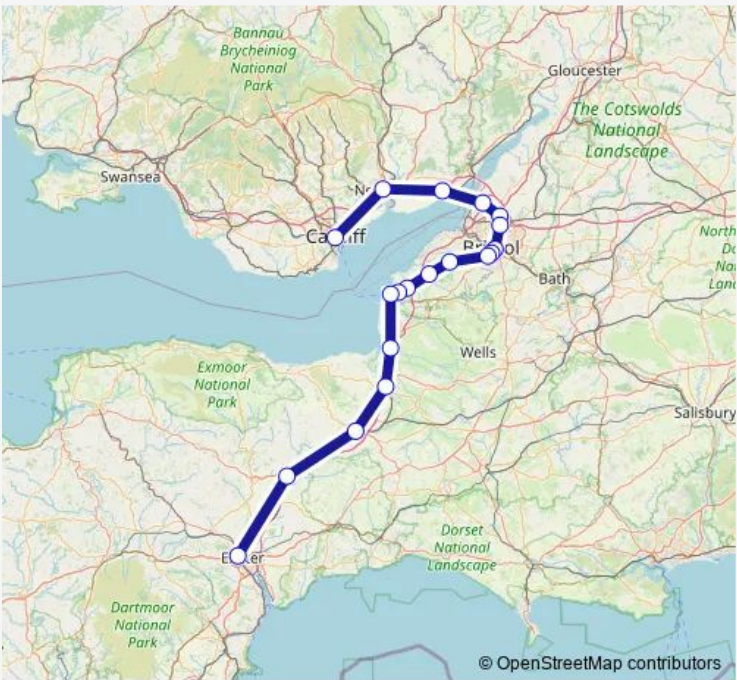 Bannau
Brycheiniog
National
Park
Gloucester
The Cotswolds
National
Landscape
Swansea
Bath
North
Wells
Exmoor
National
Park
Salisbury
Dorset
National
Landscape
Dartmoor
National
Park
© OpenStreetMap contributors